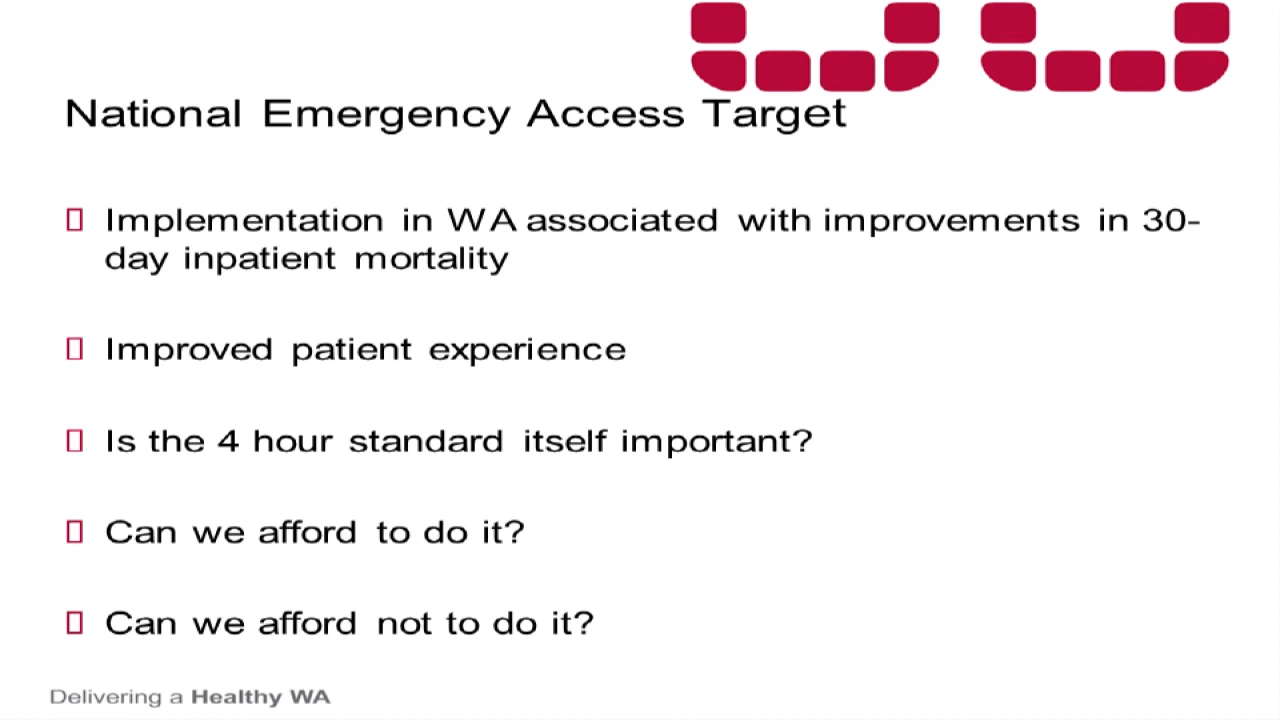 National Emergency Access Target
Implementation in WA associated with improvements in 30-
day inpatient mortality
Improved patient experience
Is the 4 hour standard itself important?
Can we afford to do it?
Can we afford not to do it?
Delivering a Healthy WA